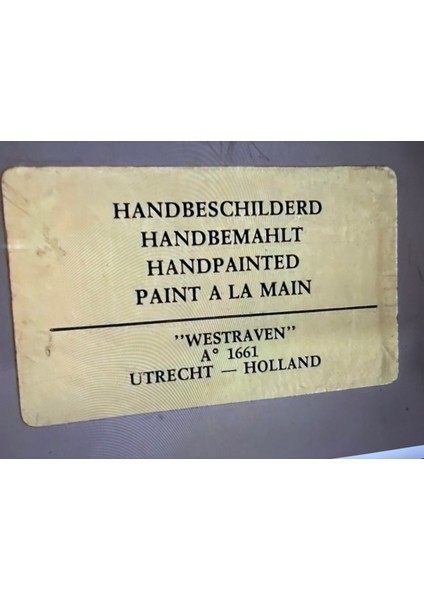 HANDBESCHILDERD
HANDBEMAHLT
HANDPAINTED
PAINT A LA MAIN
"WESTRAVEN"
A° 1661
UTRECHT — HOLLAND